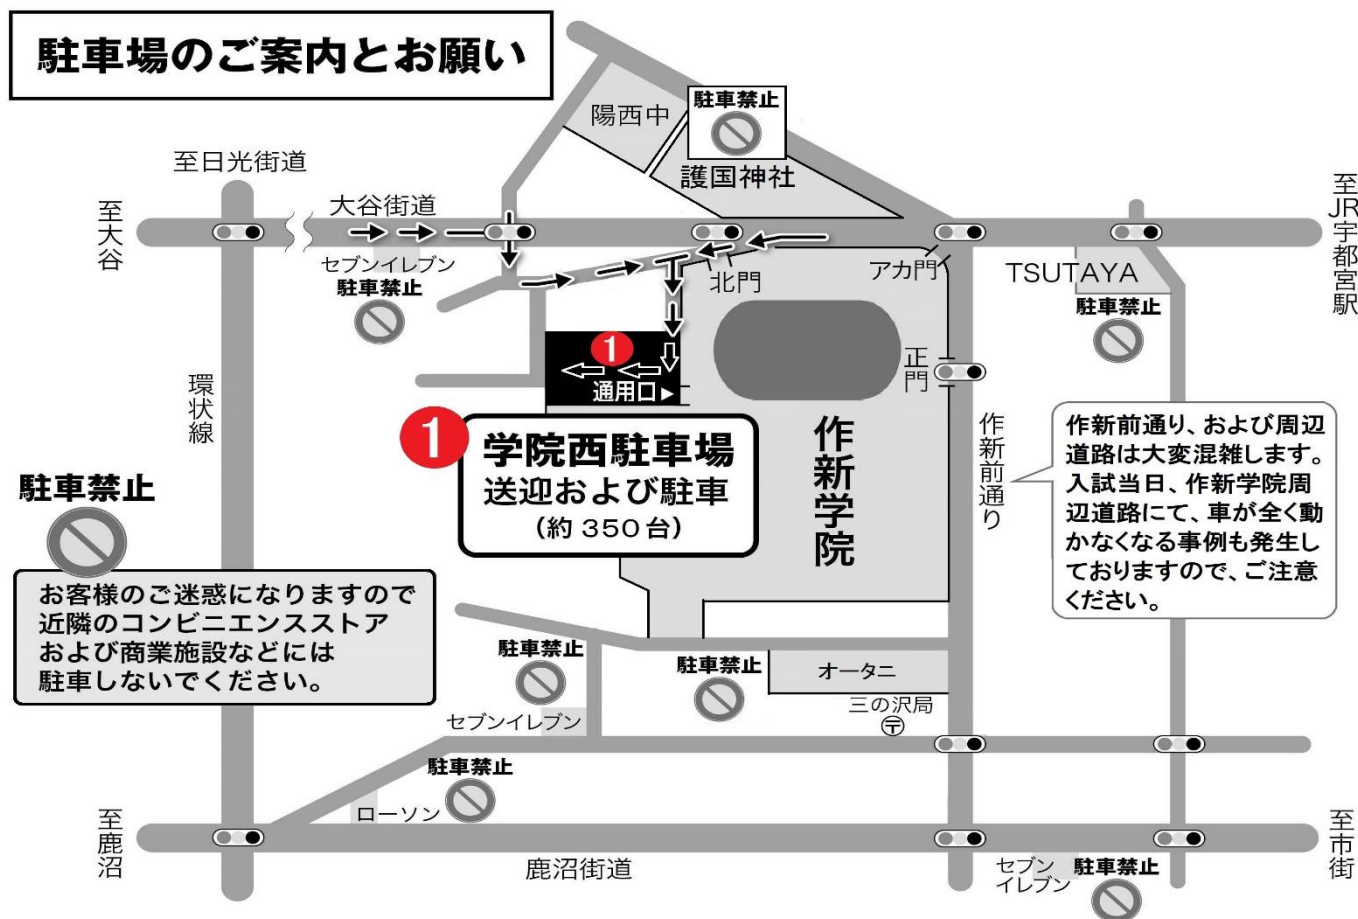 駐車場のご案内とお願い
陽西中
駐車禁止
護国神社
至日光街道
至大谷
大谷街道
至JR宇都宮駅
セブンイレブン
駐車禁止
北門
アカ門
TSUTAYA
駐車禁止
1
通用口▶
正門
環状線
1
学院西駐車場
送迎および駐車
(約350台)
作新学院
作新前通り
作新前通り、および周辺
道路は大変混雑します。
入試当日、作新学院周
辺道路にて、車が全く動
かなくなる事例も発生し
ておりますので、ご注意
ください。
駐車禁止
お客様のご迷惑になりますので
近隣のコンビニエンスストア
および商業施設などには
駐車しないでください。
駐車禁止
セブンイレブン
駐車禁止
オータニ
三の沢局
〒
駐車禁止
ローソン
至鹿沼
鹿沼街道
セブン
イレブン
駐車禁止
至市街